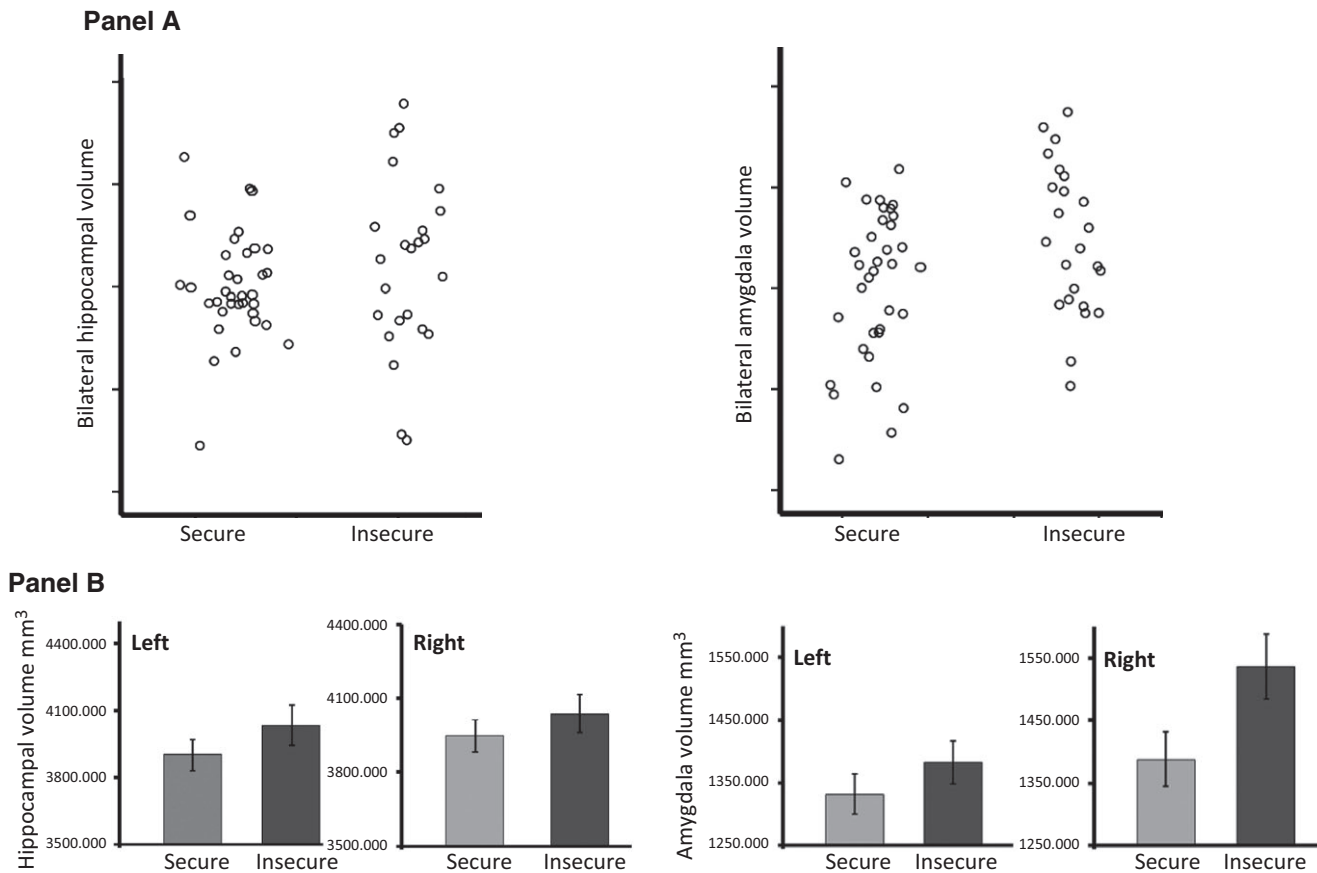 Panel A
Bilateral hippocampal volume
Secure
Insecure
Bilateral amygdala volume
Secure
Insecure
Panel B
Hippocampal volume mm³
4400.000
4100.000
3800.000
3500.000
Left
Secure
Insecure
4400.000
4100.000
3800.000
3500.000
Right
Secure
Insecure
Amygdala volume mm³
1550.000
1450.000
1350.000
1250.000
Left
Secure
Insecure
1550.000
1450.000
1350.000
1250.000
Right
Secure
Insecure